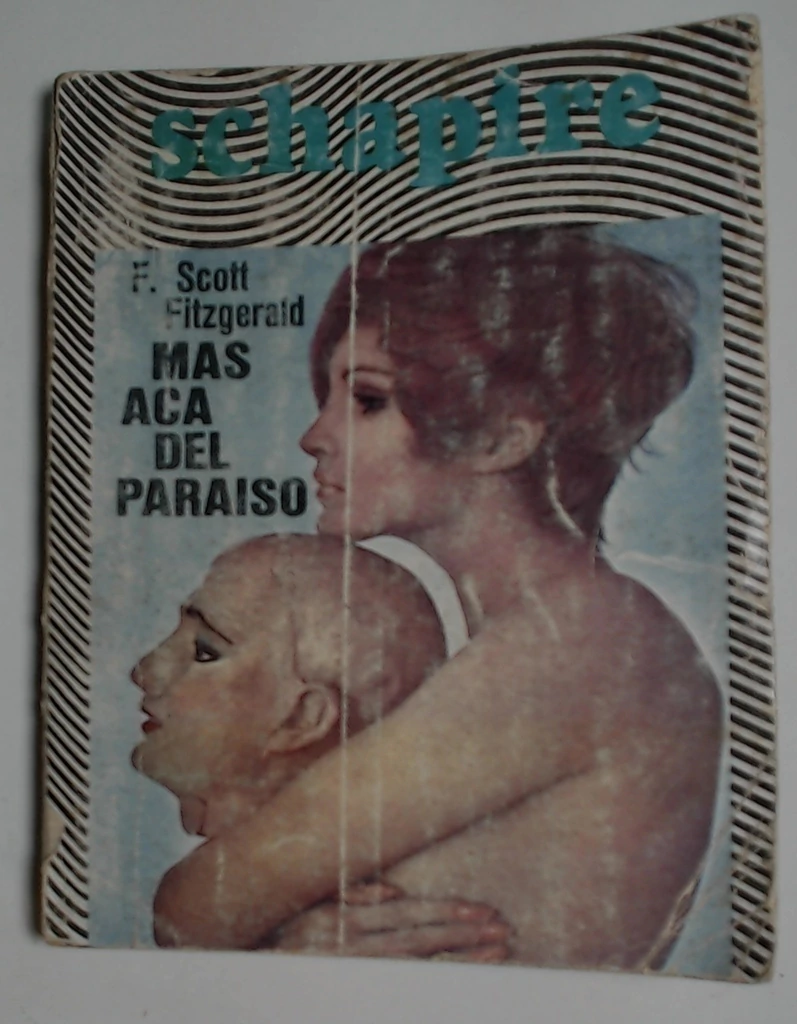 schapire
F. Scott
Fitzgerald
MAS
ACA
DEL
PARAISO